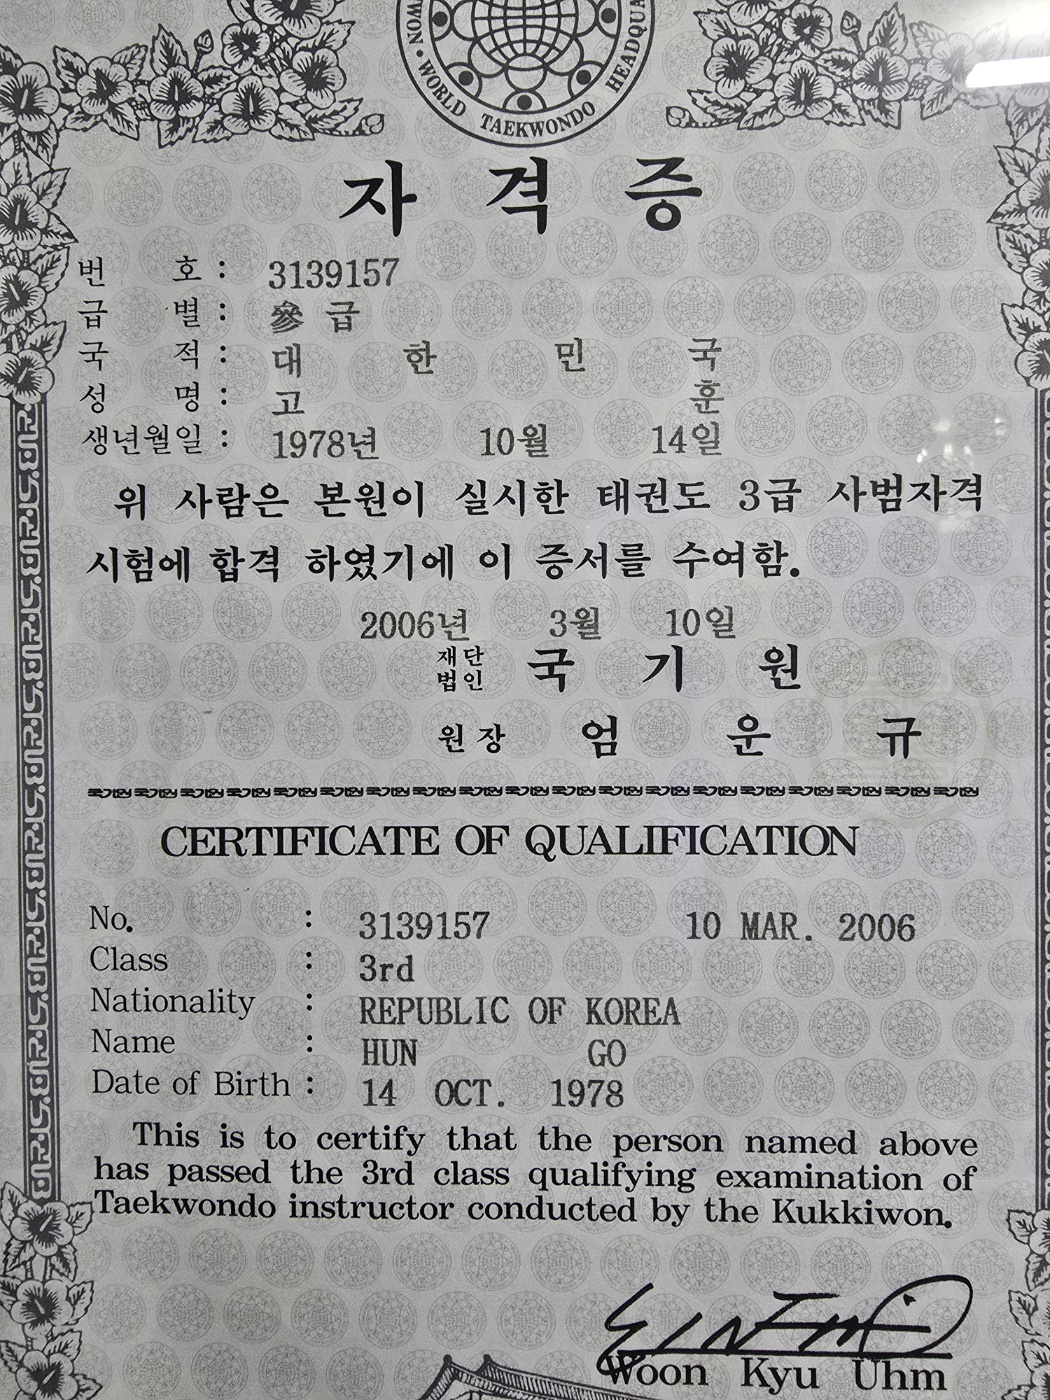 WORLD TAEKWONDO HEADQUA
자 격 증
번 호 : 3139157
급 별 : 參 급
국 적 : 대 한 민 국
성 명 : 고 훈
생년월일 : 1978년 10월 14일
위 사람은 본원이 실시한 태권도 3급 사범자격
시험에 합격 하였기에 이 증서를 수여함.
2006년 3월 10일
재단법인 국 기 원
원장 엄 운 규
CERTIFICATE OF QUALIFICATION
No. : 3139157 10 MAR. 2006
Class : 3rd
Nationality : REPUBLIC OF KOREA
Name : HUN GO
Date of Birth : 14 OCT. 1978
This is to certify that the person named above
has passed the 3rd class qualifying examination of
Taekwondo instructor conducted by the Kukkiwon.
Woon Kyu Uhm